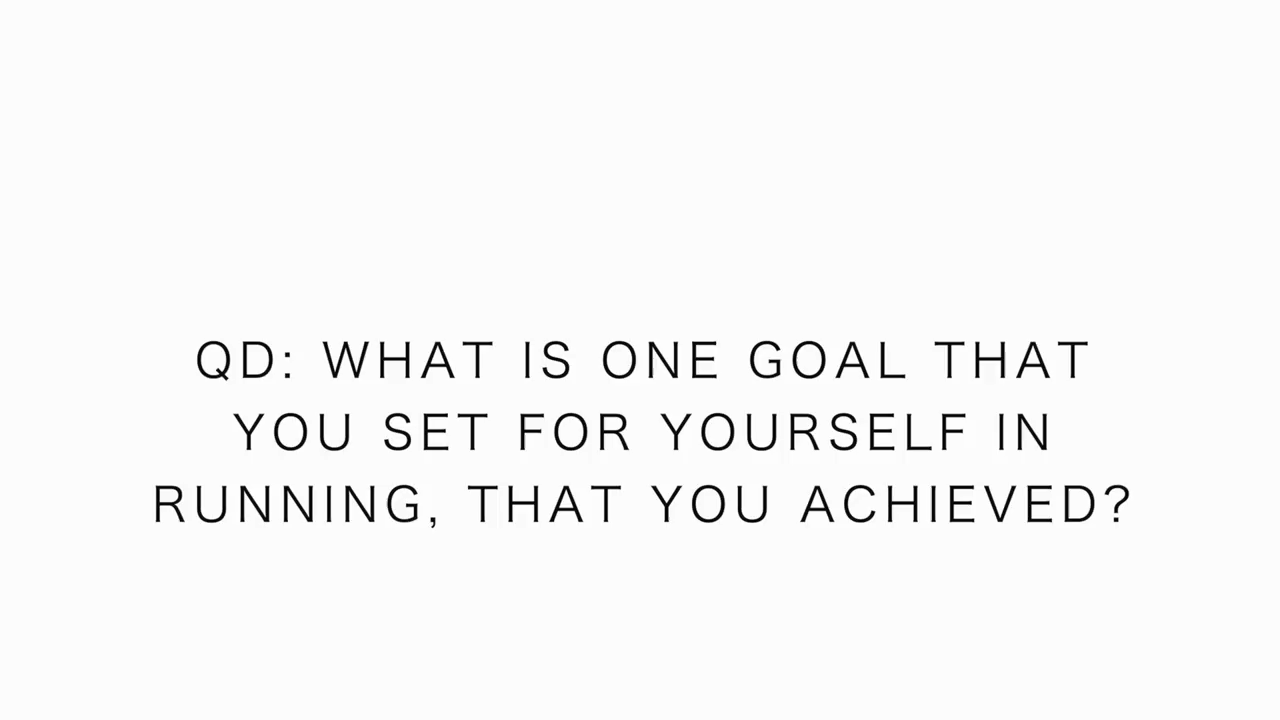 QD: WHAT IS ONE GOAL THAT
YOU SET FOR YOURSELF IN
RUNNING, THAT YOU ACHIEVED?